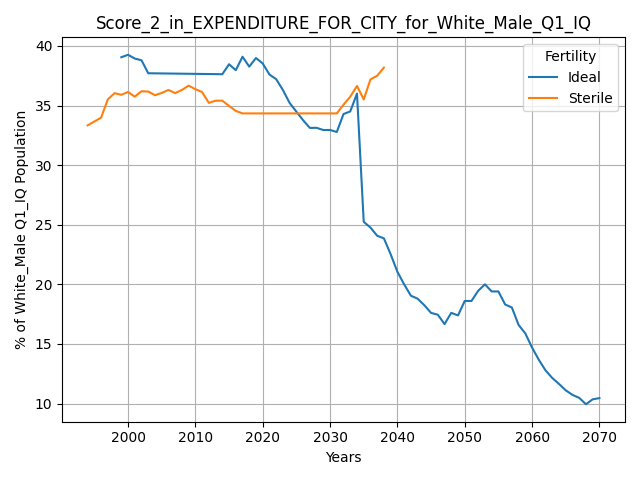 Score_2_in_EXPENDITURE_FOR_CITY_for_White_Male_Q1_IQ
Fertility
Ideal
Sterile
% of White_Male Q1_IQ Population
40
35
30
25
20
15
10
2000 2010 2020 2030 2040 2050 2060 2070
Years